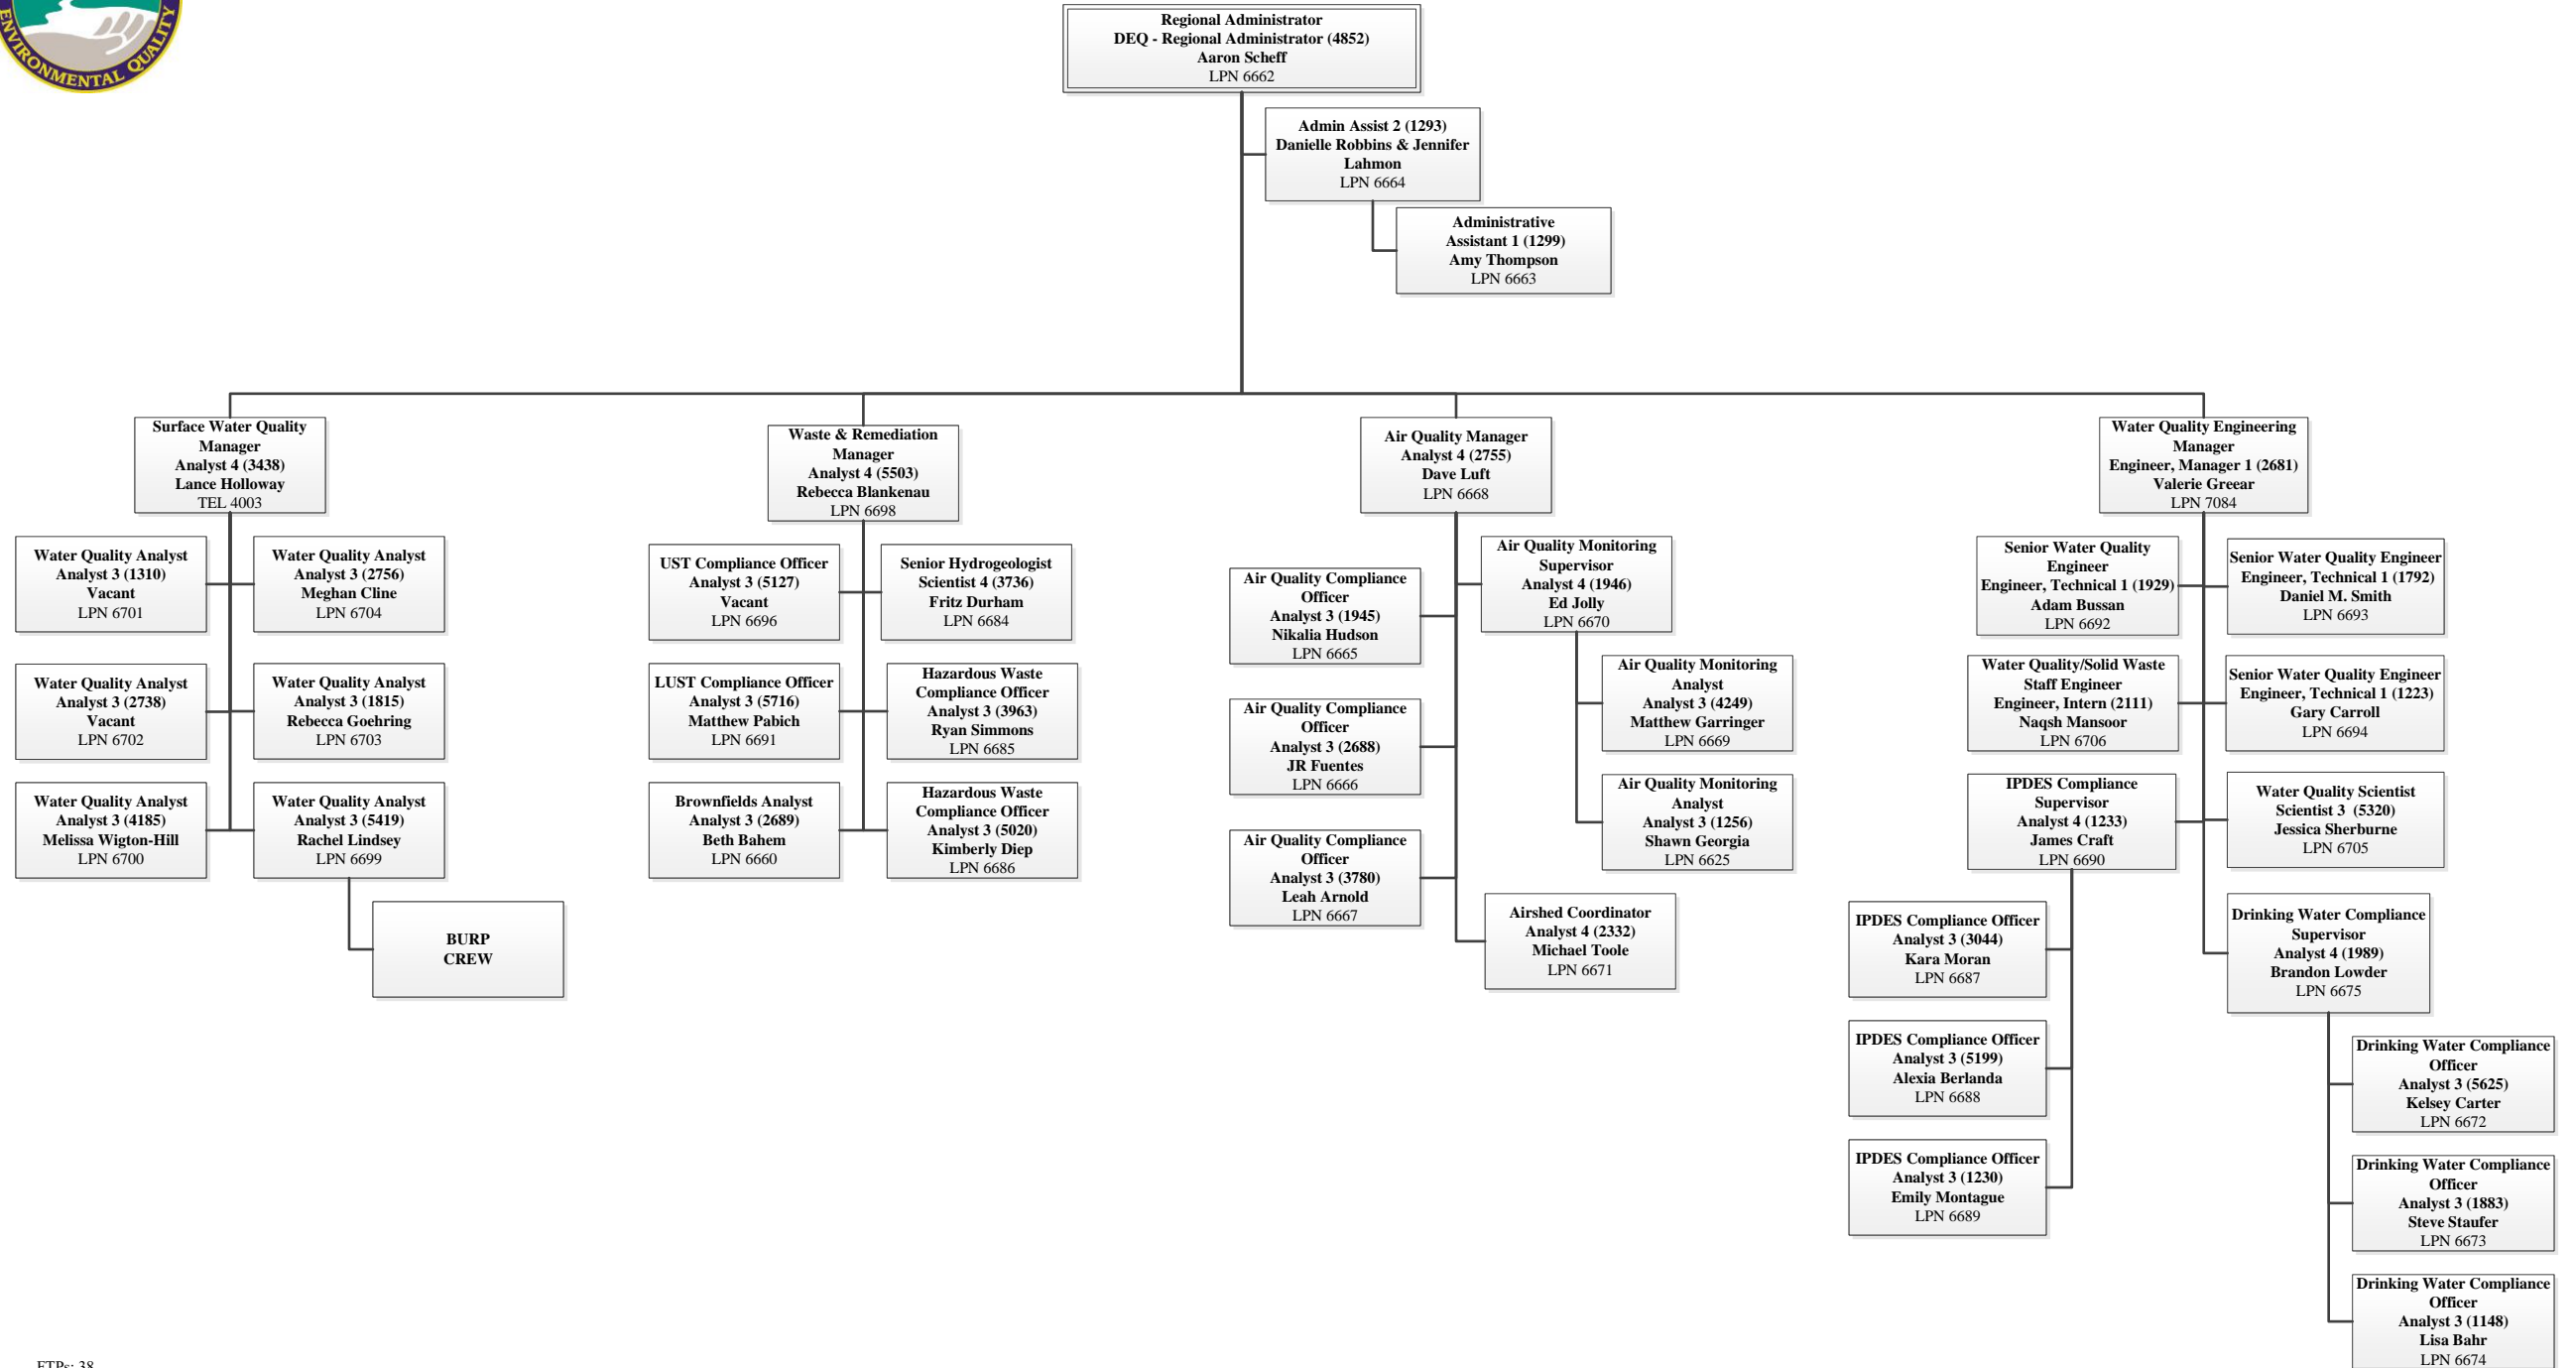 ENVIRONMENTAL QUALITY
Regional Administrator
DEQ - Regional Administrator (4852)
Aaron Scheff
LPN 6662
Admin Assist 2 (1293)
Danielle Robbins & Jennifer
Lahmon
LPN 6664
Administrative
Assistant 1 (1299)
Amy Thompson
LPN 6663
Surface Water Quality
Manager
Analyst 4 (3438)
Lance Holloway
TEL 4003
Water Quality Analyst
Analyst 3 (1310)
Vacant
LPN 6701
Water Quality Analyst
Analyst 3 (2756)
Meghan Cline
LPN 6704
Water Quality Analyst
Analyst 3 (2738)
Vacant
LPN 6702
Water Quality Analyst
Analyst 3 (1815)
Rebecca Goehring
LPN 6703
Water Quality Analyst
Analyst 3 (4185)
Melissa Wigton-Hill
LPN 6700
Water Quality Analyst
Analyst 3 (5419)
Rachel Lindsey
LPN 6699
BURP
CREW
Waste & Remediation
Manager
Analyst 4 (5503)
Rebecca Blankenau
LPN 6698
UST Compliance Officer
Analyst 3 (5127)
Vacant
LPN 6696
Senior Hydrogeologist
Scientist 4 (3736)
Fritz Durham
LPN 6684
LUST Compliance Officer
Analyst 3 (5716)
Matthew Pabich
LPN 6691
Hazardous Waste
Compliance Officer
Analyst 3 (3963)
Ryan Simmons
LPN 6685
Brownfields Analyst
Analyst 3 (2689)
Beth Bahem
LPN 6660
Hazardous Waste
Compliance Officer
Analyst 3 (5020)
Kimberly Diep
LPN 6686
Air Quality Manager
Analyst 4 (2755)
Dave Luft
LPN 6668
Air Quality Compliance
Officer
Analyst 3 (1945)
Nikalia Hudson
LPN 6665
Air Quality Monitoring
Supervisor
Analyst 4 (1946)
Ed Jolly
LPN 6670
Air Quality Monitoring
Analyst
Analyst 3 (4249)
Matthew Garringer
LPN 6669
Air Quality Compliance
Officer
Analyst 3 (2688)
JR Fuentes
LPN 6666
Air Quality Monitoring
Analyst
Analyst 3 (1256)
Shawn Georgia
LPN 6625
Air Quality Compliance
Officer
Analyst 3 (3780)
Leah Arnold
LPN 6667
Airshed Coordinator
Analyst 4 (2332)
Michael Toole
LPN 6671
Water Quality Engineering
Manager
Engineer, Manager 1 (2681)
Valerie Greear
LPN 7084
Senior Water Quality
Engineer
Engineer, Technical 1 (1929)
Adam Bussan
LPN 6692
Senior Water Quality Engineer
Engineer, Technical 1 (1792)
Daniel M. Smith
LPN 6693
Water Quality/Solid Waste
Staff Engineer
Engineer, Intern (2111)
Naqsh Mansoor
LPN 6706
Senior Water Quality Engineer
Engineer, Technical 1 (1223)
Gary Carroll
LPN 6694
IPDES Compliance
Supervisor
Analyst 4 (1233)
James Craft
LPN 6690
Water Quality Scientist
Scientist 3 (5320)
Jessica Sherburne
LPN 6705
IPDES Compliance Officer
Analyst 3 (3044)
Kara Moran
LPN 6687
IPDES Compliance Officer
Analyst 3 (5199)
Alexia Berlanda
LPN 6688
IPDES Compliance Officer
Analyst 3 (1230)
Emily Montague
LPN 6689
Drinking Water Compliance
Supervisor
Analyst 4 (1989)
Brandon Lowder
LPN 6675
Drinking Water Compliance
Officer
Analyst 3 (5625)
Kelsey Carter
LPN 6672
Drinking Water Compliance
Officer
Analyst 3 (1883)
Steve Staufer
LPN 6673
Drinking Water Compliance
Officer
Analyst 3 (1148)
Lisa Bahr
LPN 6674
FTPs: 38